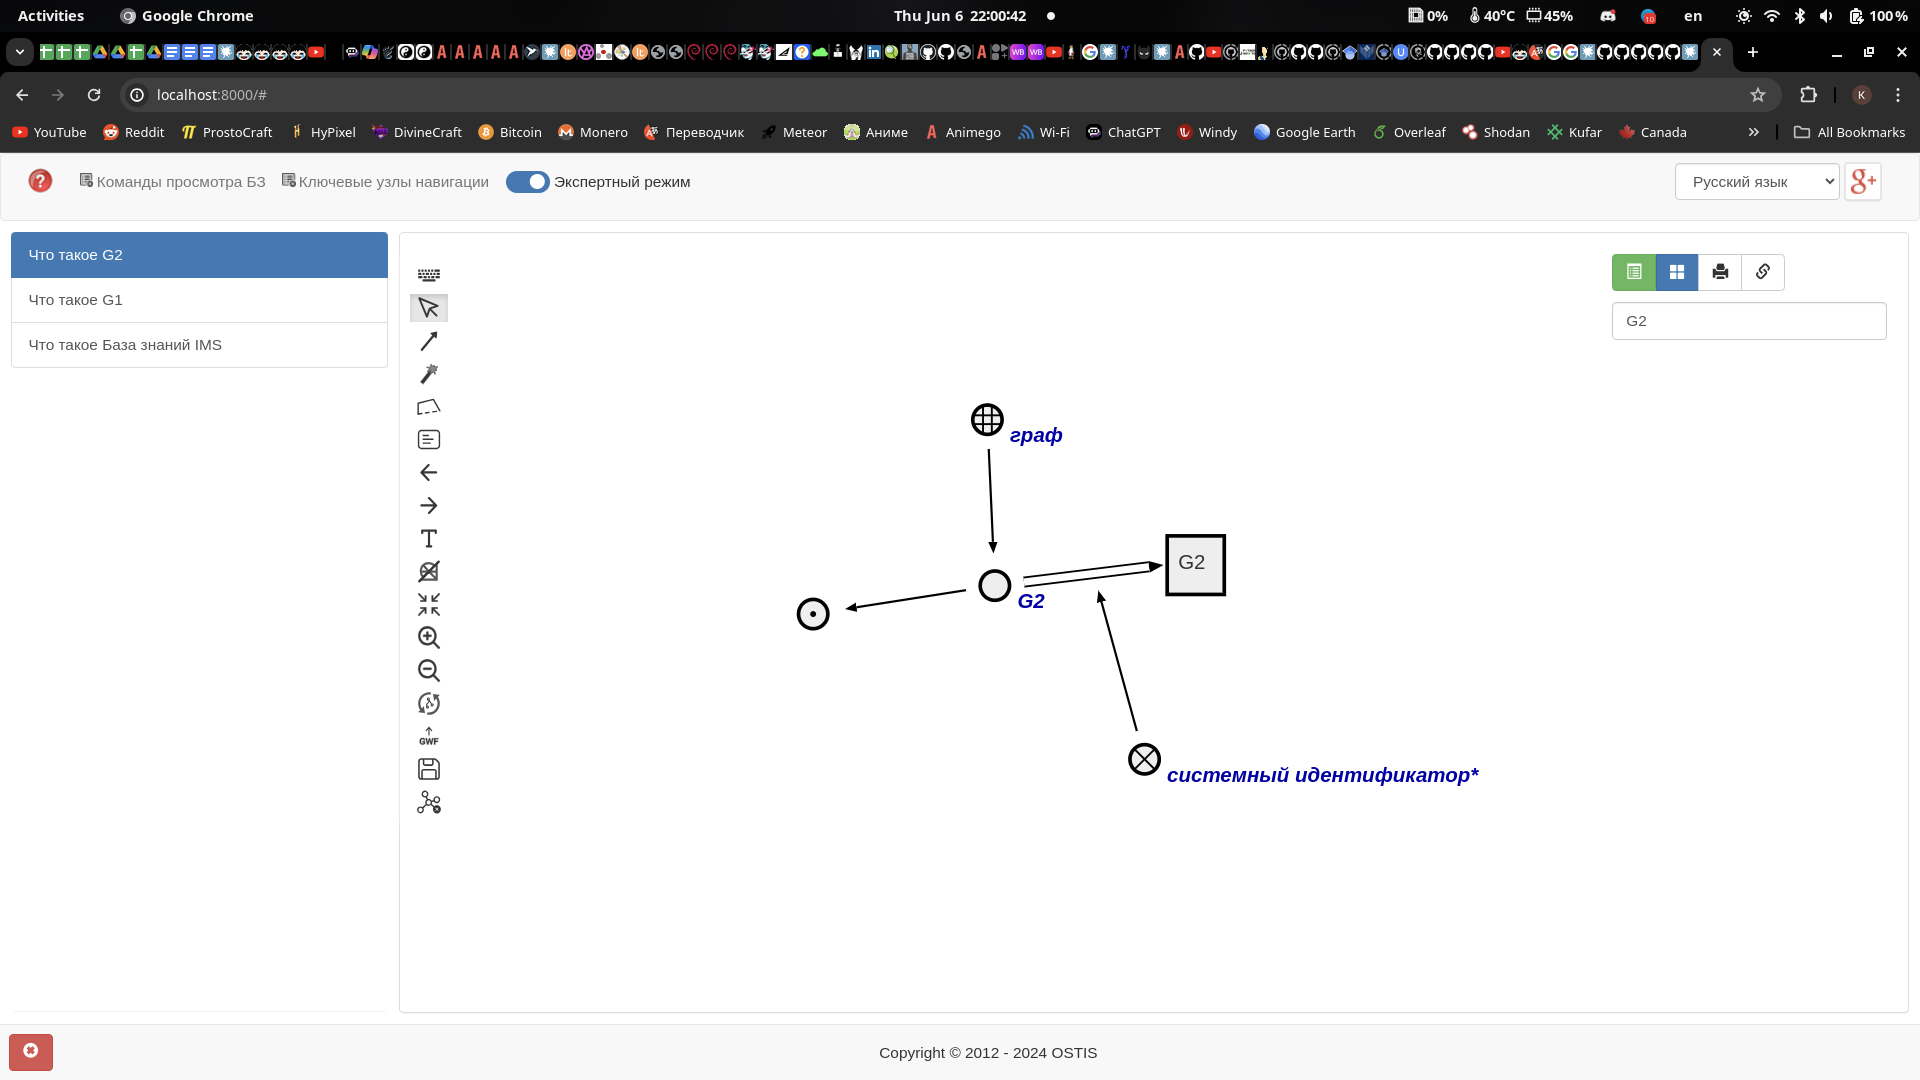 Activities
Google Chrome
Thu Jun 6 22:00:42
0%
40°C
45%
10
en
100 %
localhost:8000/#
K
YouTube
Reddit
ProstoCraft
HyPixel
DivineCraft
Bitcoin
Monero
Переводчик
Meteor
Аниме
Animego
Wi-Fi
ChatGPT
Windy
Google Earth
Overleaf
Shodan
Kufar
Canada
All Bookmarks
Команды просмотра БЗ
Ключевые узлы навигации
Экспертный режим
Русский язык
g+
Что такое G2
Что такое G1
Что такое База знаний IMS
G2
граф
G2
G2
системный идентификатор*
GWF
Copyright © 2012 - 2024 OSTIS